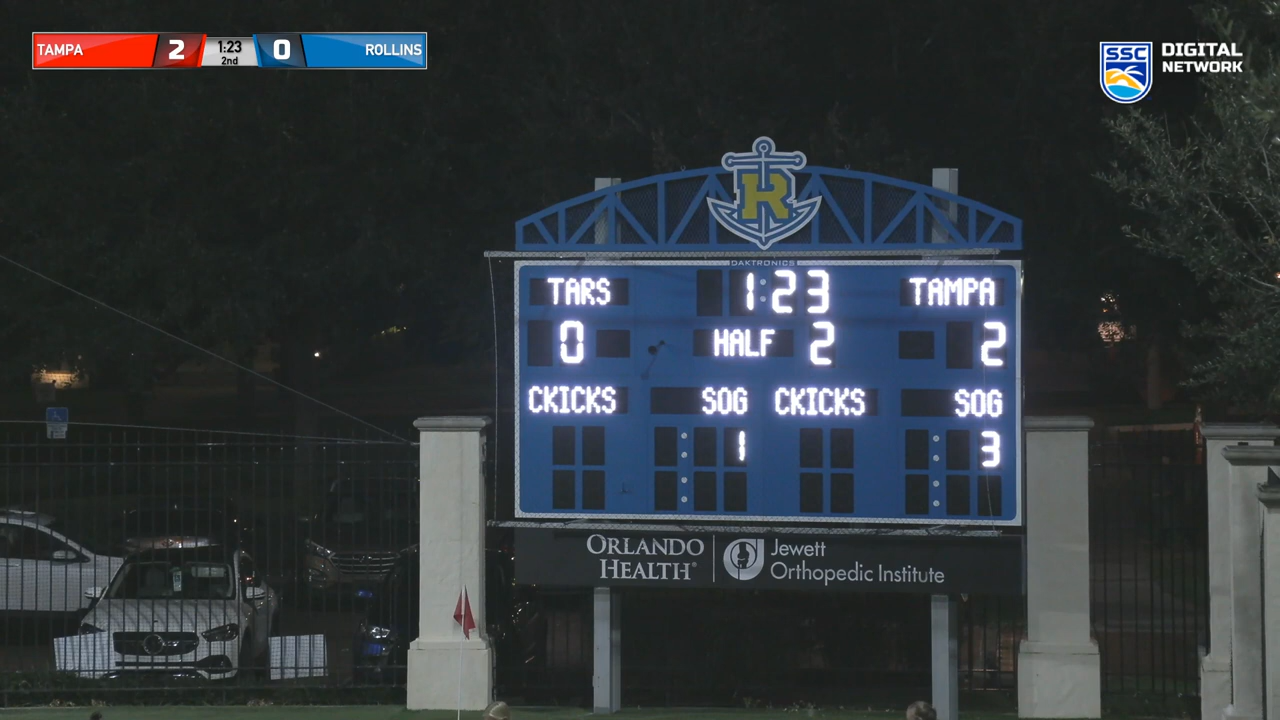 TAMPA 2 1:23 2nd 0 ROLLINS
SSC DIGITAL NETWORK
R
DAKTRONICS
TARS 1:23 TAMPA
0 HALF 2 2
CKICKS SOG CKICKS SOG
1 3
ORLANDO HEALTH® Jewett Orthopedic Institute